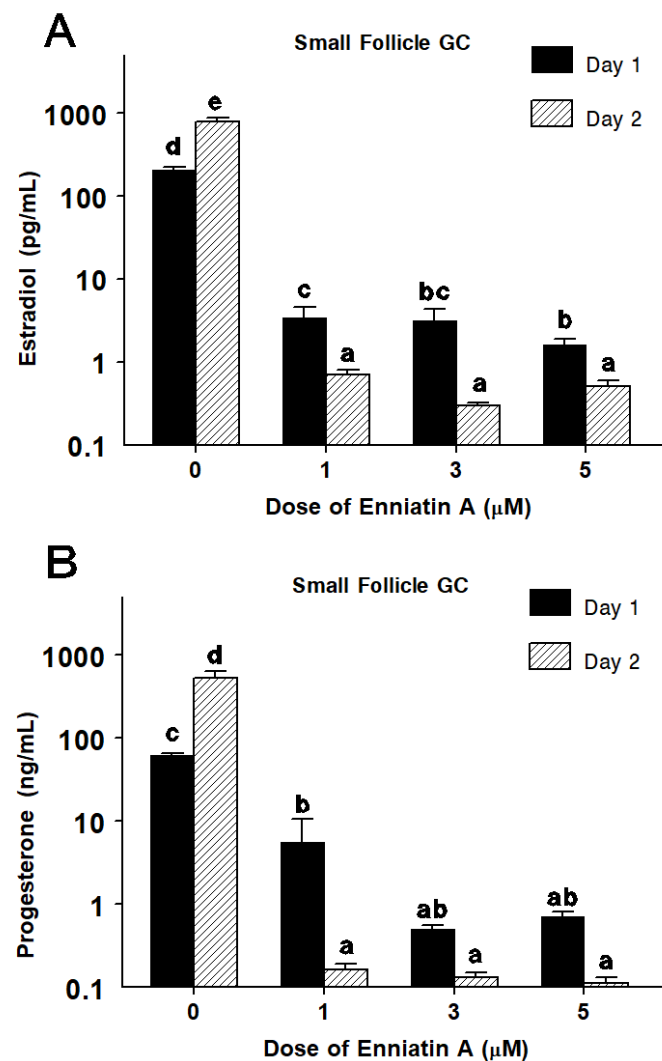 A
Small Follicle GC
Day 1
Day 2
Estradiol (pg/mL)
1000
100
10
1
0.1
d
e
c
a
bc
a
b
a
0
1
3
5
Dose of Enniatin A (μM)
B
Small Follicle GC
Day 1
Day 2
Progesterone (ng/mL)
1000
100
10
1
0.1
c
d
b
a
ab
a
ab
a
0
1
3
5
Dose of Enniatin A (μM)